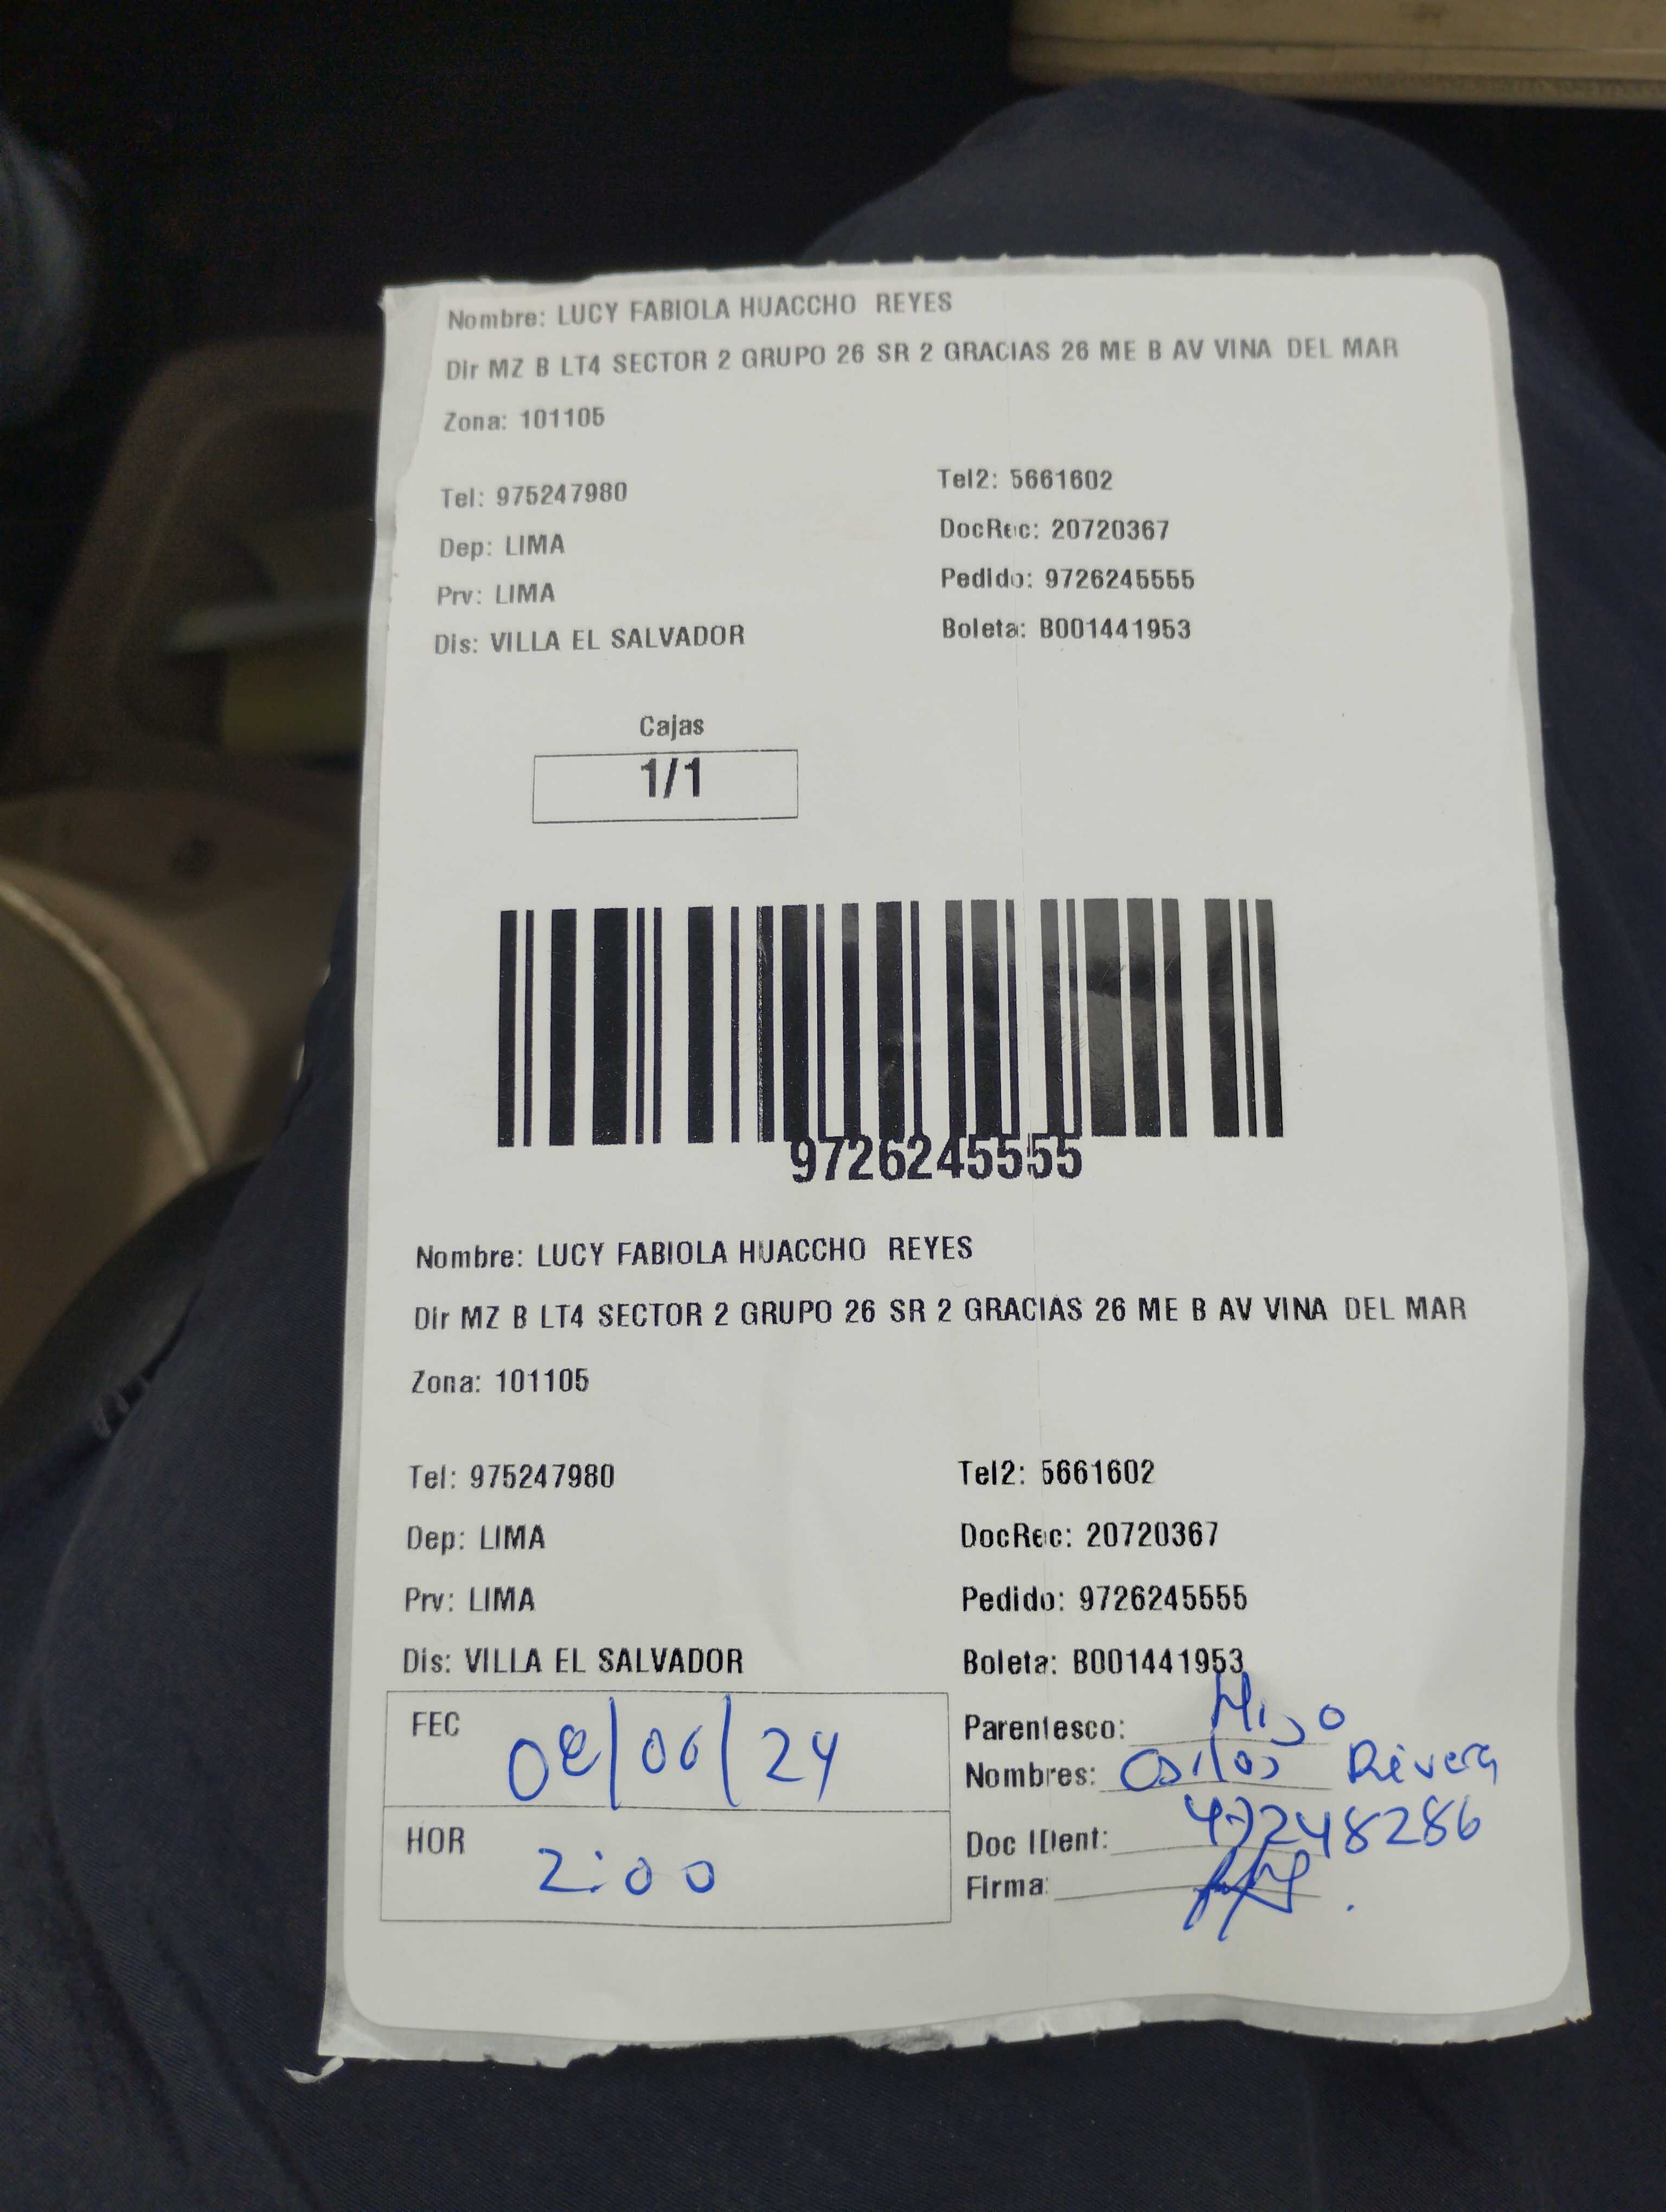 Nombre: LUCY FABIOLA HUACCHO REYES
Dir MZ B LT4 SECTOR 2 GRUPO 26 SR 2 GRACIAS 26 ME B AV VINA DEL MAR
Zona: 101105
Tel: 975247980 Tel2: 5661602
Dep: LIMA DocRec: 20720367
Prv: LIMA Pedido: 9726245555
Dis: VILLA EL SALVADOR Boleta: B001441953
Cajas
1/1
9726245555
Nombre: LUCY FABIOLA HUACCHO REYES
Dir MZ B LT4 SECTOR 2 GRUPO 26 SR 2 GRACIAS 26 ME B AV VINA DEL MAR
Zona: 101105
Tel: 975247980 Tel2: 5661602
Dep: LIMA DocRec: 20720367
Prv: LIMA Pedido: 9726245555
Dis: VILLA EL SALVADOR Boleta: B001441953
FEC 08/06/24
HOR 2:00
Parentesco: Hijo
Nombres: Rivera
Doc IDent: 47248286
Firma: